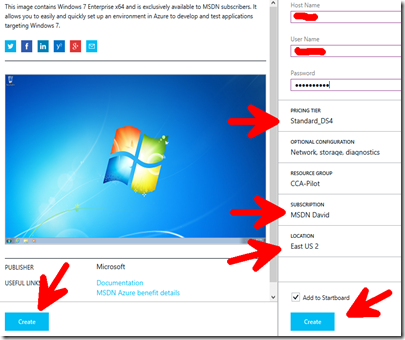 This image contains Windows 7 Enterprise x64 and is exclusively available to MSDN subscribers. It
allows you to easily and quickly set up an environment in Azure to develop and test applications
targeting Windows 7.
PUBLISHER Microsoft
USEFUL LINKS Documentation
MSDN Azure benefit details
Create
Host Name
User Name
Password
••••••••••
PRICING TIER
Standard_DS4
OPTIONAL CONFIGURATION
Network, storage, diagnostics
RESOURCE GROUP
CCA-Pilot
SUBSCRIPTION
MSDN David
LOCATION
East US 2
Add to Startboard
Create